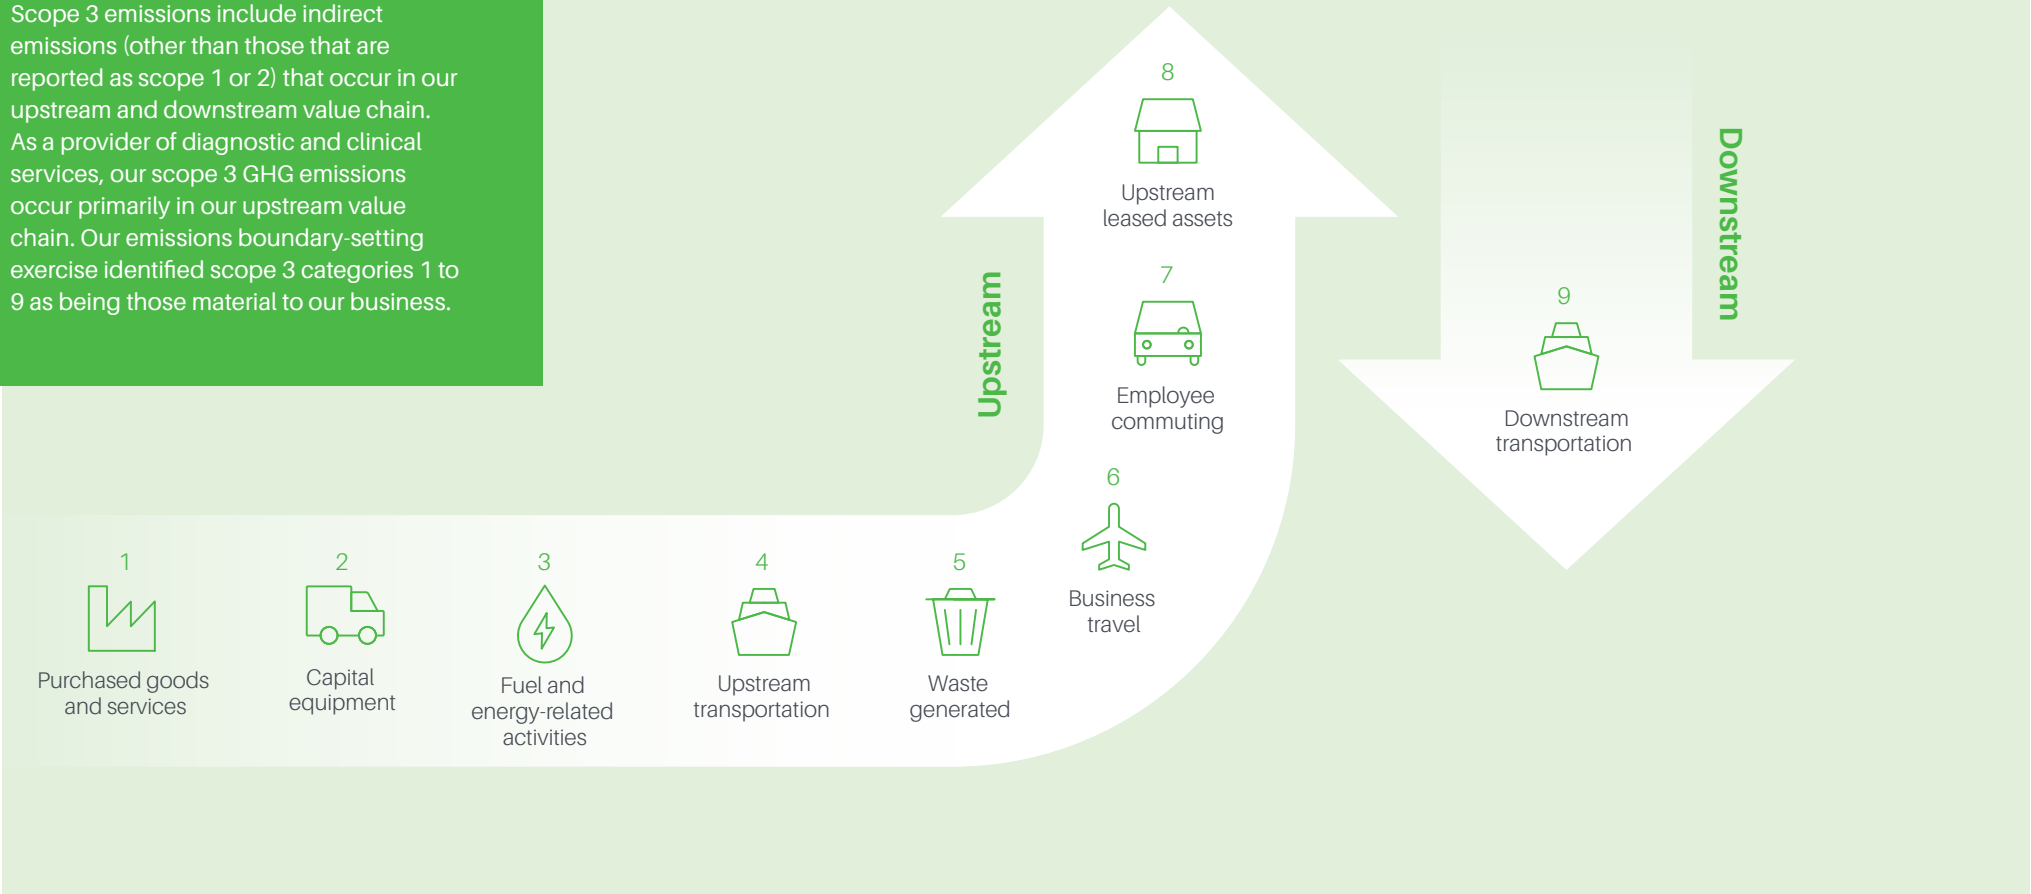 Scope 3 emissions include indirect
emissions (other than those that are
reported as scope 1 or 2) that occur in our
upstream and downstream value chain.
As a provider of diagnostic and clinical
services, our scope 3 GHG emissions
occur primarily in our upstream value
chain. Our emissions boundary-setting
exercise identified scope 3 categories 1 to
9 as being those material to our business.
1
Purchased goods
and services
2
Capital
equipment
3
Fuel and
energy-related
activities
4
Upstream
transportation
5
Waste
generated
6
Business
travel
7
Employee
commuting
8
Upstream
leased assets
Upstream
9
Downstream
transportation
Downstream